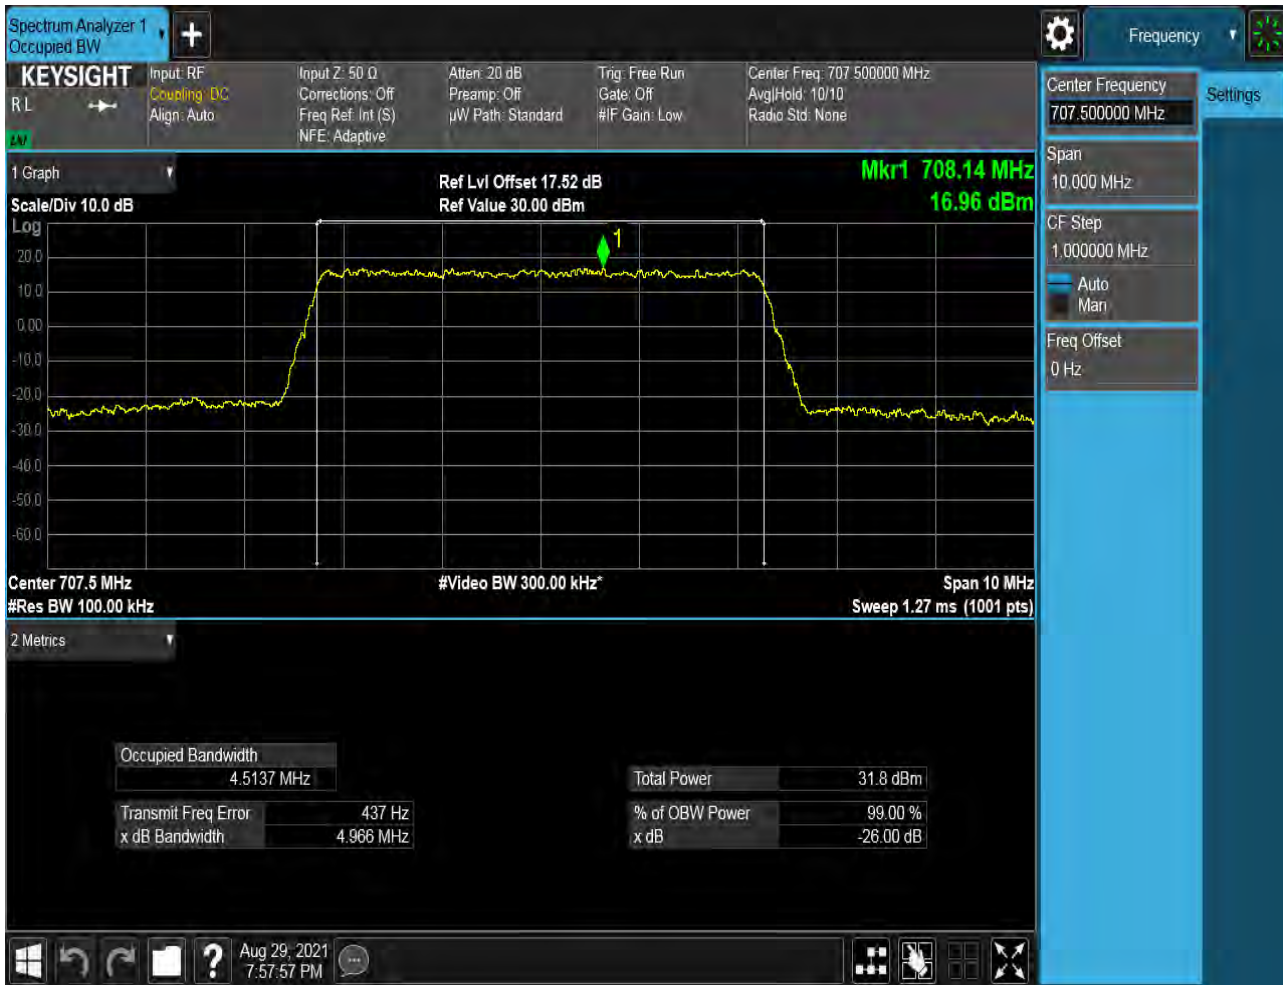 Spectrum Analyzer 1
Occupied BW
Frequency
KEYSIGHT
R L
Input: RF
Coupling: DC
Align: Auto
Input Z: 50 Ω
Corrections: Off
Freq Ref: Int (S)
NFE: Adaptive
Atten: 20 dB
Preamp: Off
µW Path: Standard
Trig: Free Run
Gate: Off
#IF Gain: Low
Center Freq: 707.500000 MHz
Avg|Hold: 10/10
Radio Std: None
Center Frequency
707.500000 MHz
Settings
Span
10.000 MHz
CF Step
1.000000 MHz
Auto
Man
Freq Offset
0 Hz
1 Graph
Scale/Div 10.0 dB
Ref Lvl Offset 17.52 dB
Ref Value 30.00 dBm
Mkr1 708.14 MHz
16.96 dBm
Log
1
20.0
10.0
0.00
-10.0
-20.0
-30.0
-40.0
-50.0
-60.0
Center 707.5 MHz
#Video BW 300.00 kHz*
Span 10 MHz
#Res BW 100.00 kHz
Sweep 1.27 ms (1001 pts)
2 Metrics
Occupied Bandwidth
4.5137 MHz
Transmit Freq Error 437 Hz
x dB Bandwidth 4.966 MHz
Total Power 31.8 dBm
% of OBW Power 99.00 %
x dB -26.00 dB
?
Aug 29, 2021
7:57:57 PM